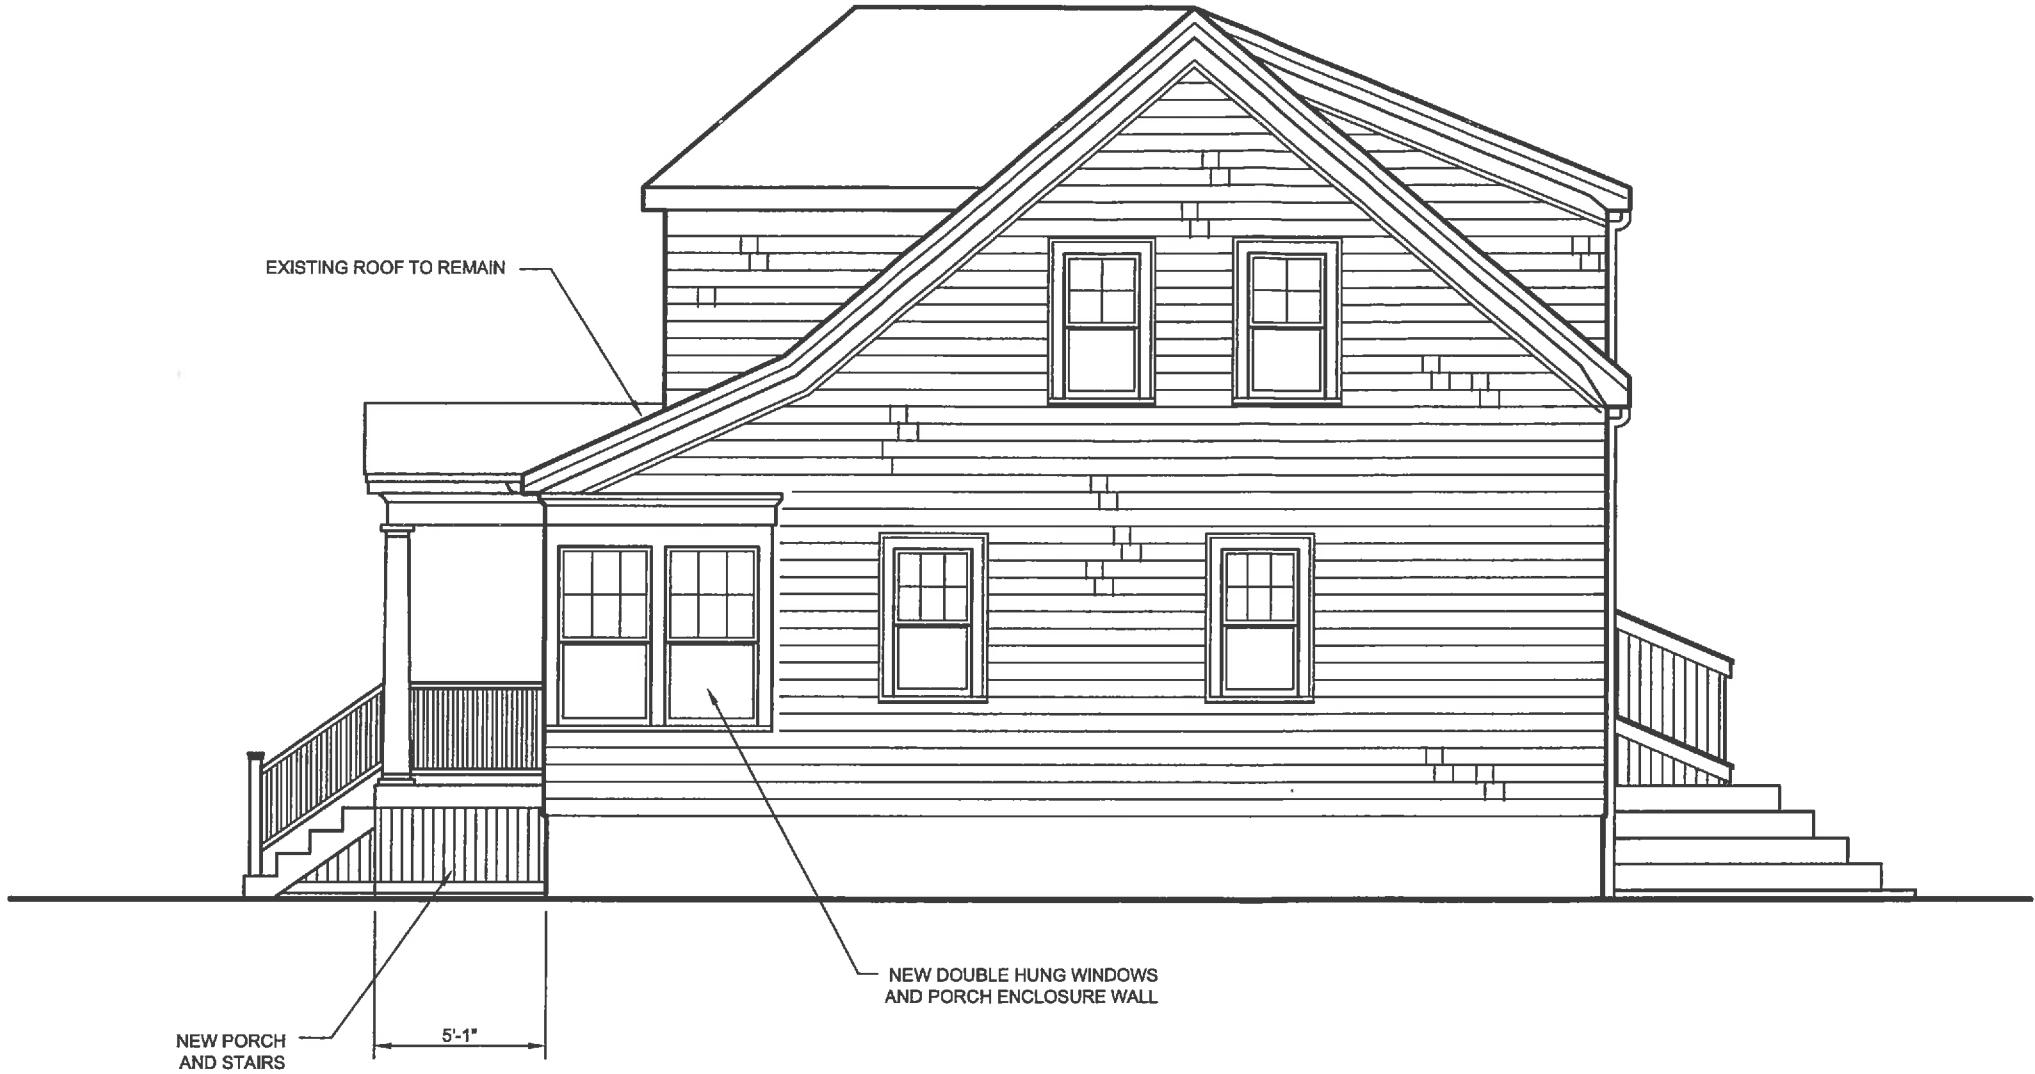 EXISTING ROOF TO REMAIN
NEW DOUBLE HUNG WINDOWS
AND PORCH ENCLOSURE WALL
5'-1"
NEW PORCH
AND STAIRS